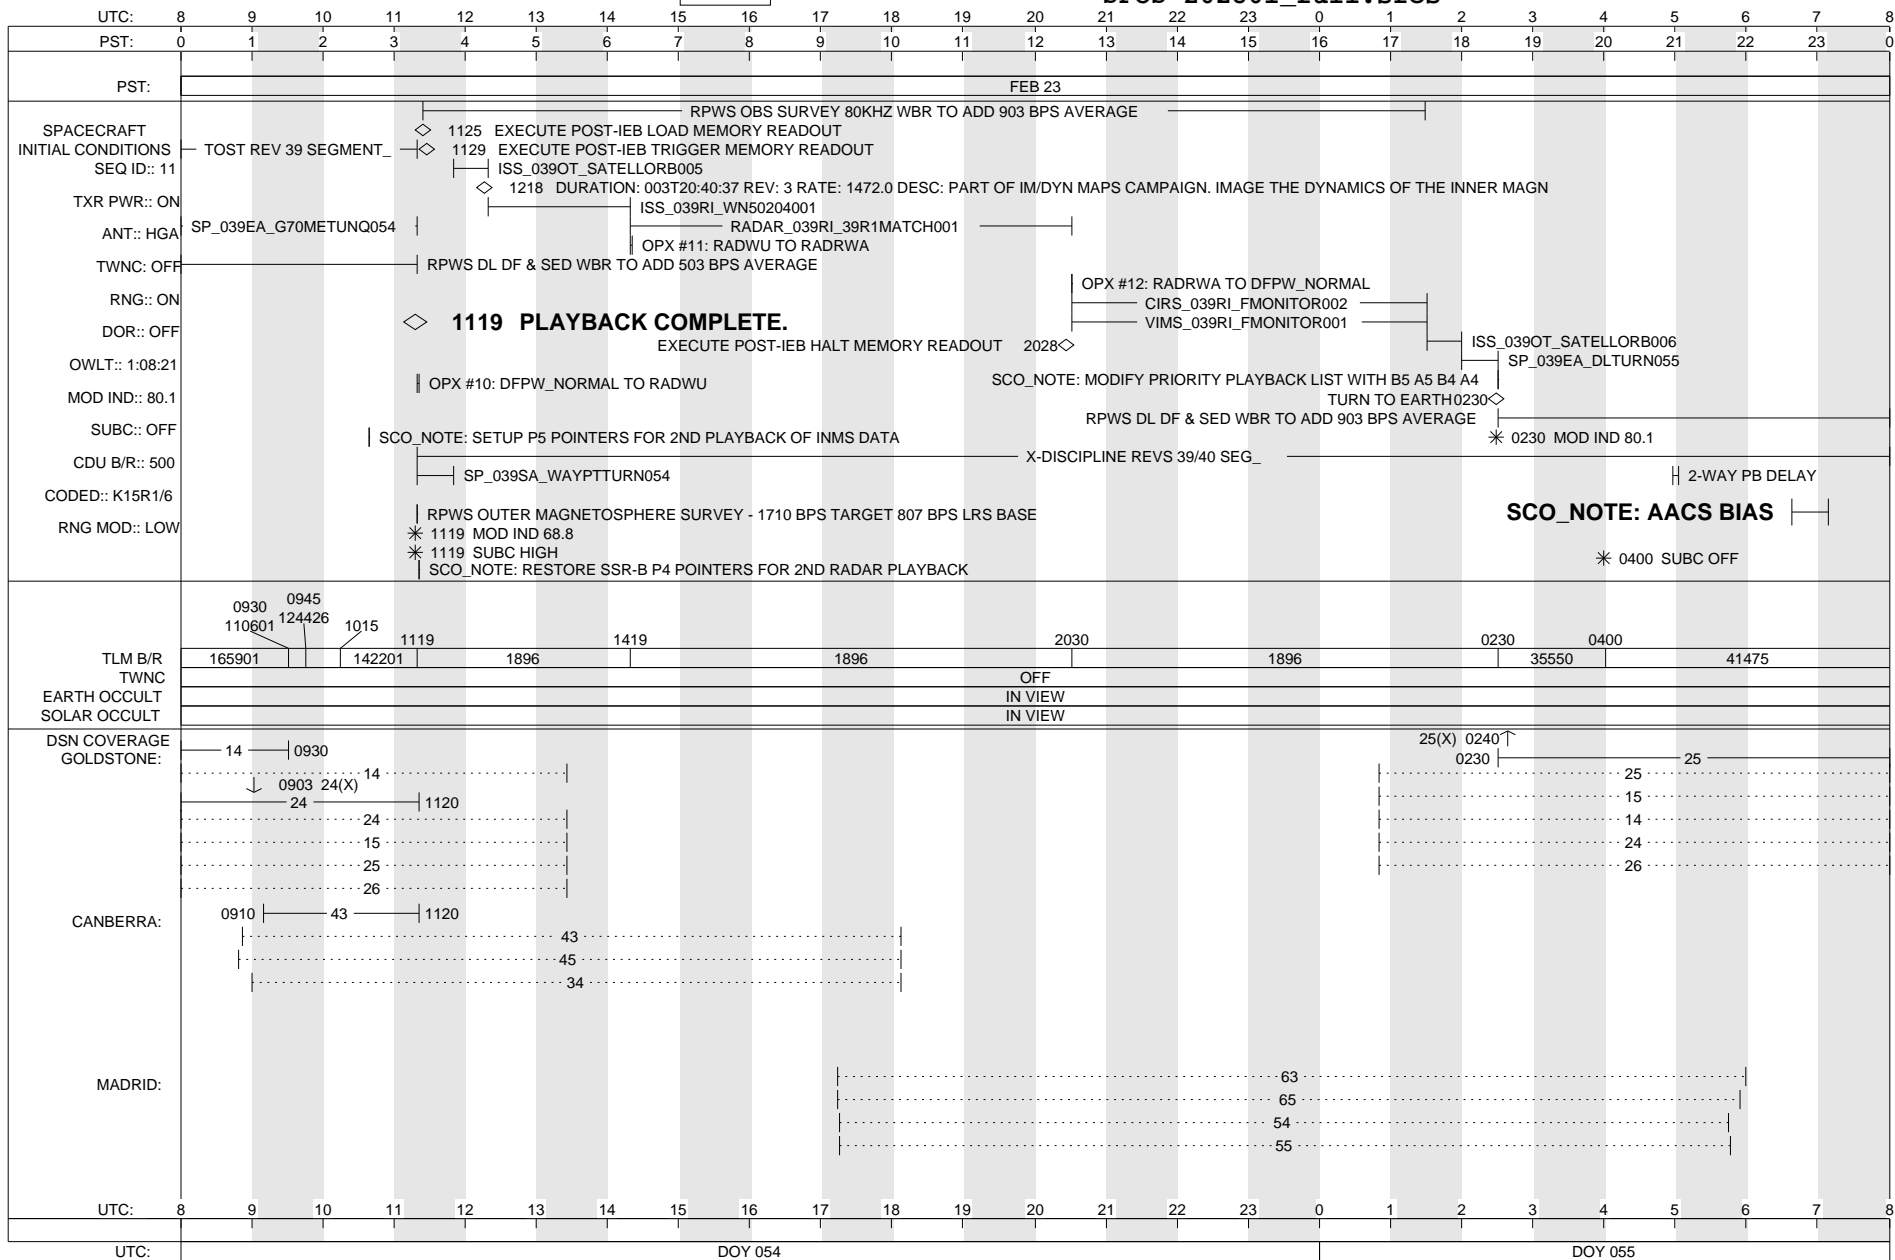 UTC: 8 9 10 11 12 13 14 15 16 17 18 19 20 21 22 23 0 1 2 3 4 5 6 7 8
PST: 0 1 2 3 4 5 6 7 8 9 10 11 12 13 14 15 16 17 18 19 20 21 22 23 0
PST: FEB 23
RPWS OBS SURVEY 80KHZ WBR TO ADD 903 BPS AVERAGE
SPACECRAFT
1125 EXECUTE POST-IEB LOAD MEMORY READOUT
INITIAL CONDITIONS
TOST REV 39 SEGMENT_
1129 EXECUTE POST-IEB TRIGGER MEMORY READOUT
SEQ ID:: 11
ISS_039OT_SATELLORB005
1218 DURATION: 003T20:40:37 REV: 3 RATE: 1472.0 DESC: PART OF IM/DYN MAPS CAMPAIGN. IMAGE THE DYNAMICS OF THE INNER MAGN
TXR PWR:: ON
ISS_039RI_WN50204001
SP_039EA_G70METUNQ054
RADAR_039RI_39R1MATCH001
ANT:: HGA
OPX #11: RADWU TO RADRWA
TWNC: OFF
RPWS DL DF & SED WBR TO ADD 503 BPS AVERAGE
OPX #12: RADRWA TO DFPW_NORMAL
RNG:: ON
CIRS_039RI_FMONITOR002
1119 PLAYBACK COMPLETE.
VIMS_039RI_FMONITOR001
DOR:: OFF
EXECUTE POST-IEB HALT MEMORY READOUT 2028
ISS_039OT_SATELLORB006
OWLT:: 1:08:21
SP_039EA_DLTURN055
OPX #10: DFPW_NORMAL TO RADWU
SCO_NOTE: MODIFY PRIORITY PLAYBACK LIST WITH B5 A5 B4 A4
MOD IND:: 80.1
TURN TO EARTH 0230
RPWS DL DF & SED WBR TO ADD 903 BPS AVERAGE
SUBC:: OFF
SCO_NOTE: SETUP P5 POINTERS FOR 2ND PLAYBACK OF INMS DATA
0230 MOD IND 80.1
X-DISCIPLINE REVS 39/40 SEG_
CDU B/R:: 500
SP_039SA_WAYPTTURN054
2-WAY PB DELAY
CODED:: K15R1/6
RPWS OUTER MAGNETOSPHERE SURVEY - 1710 BPS TARGET 807 BPS LRS BASE
SCO_NOTE: AACS BIAS
RNG MOD:: LOW
1119 MOD IND 68.8
1119 SUBC HIGH
0400 SUBC OFF
SCO_NOTE: RESTORE SSR-B P4 POINTERS FOR 2ND RADAR PLAYBACK
0930 0945
110601 124426 1015 1119 1419 2030 0230 0400
TLM B/R 165901 142201 1896 1896 1896 35550 41475
TWNC OFF
EARTH OCCULT IN VIEW
SOLAR OCCULT IN VIEW
DSN COVERAGE
25(X) 0240
GOLDSTONE:
14 0930
0230 25
14 25
0903 24(X)
15
24 1120
24 14
15 24
25 26
26
CANBERRA:
0910 43 1120
43
45
34
MADRID:
63
65
54
55
UTC: 8 9 10 11 12 13 14 15 16 17 18 19 20 21 22 23 0 1 2 3 4 5 6 7 8
UTC: DOY 054 DOY 055